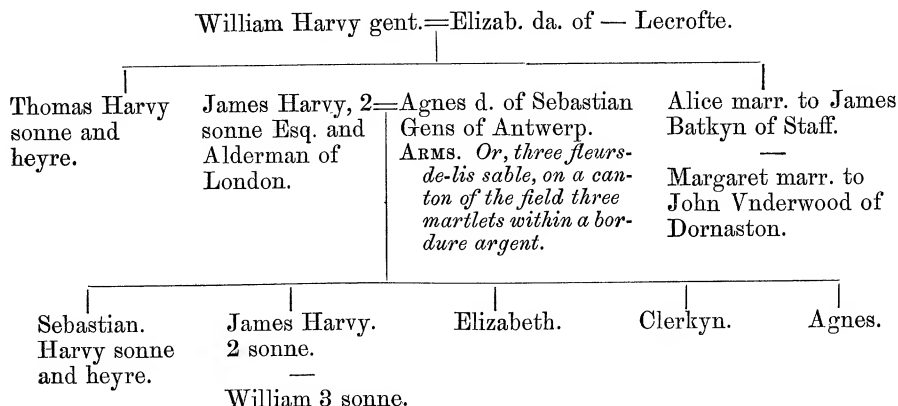 William Harvy gent.=Elizab. da. of — Lecrofte.
Thomas Harvy
sonne and
heyre.
James Harvy, 2=Agnes d. of Sebastian
sonne Esq. and
Alderman of
London.
Gens of Antwerp.
ARMS. Or, three fleurs-
de-lis sable, on a can-
ton of the field three
martlets within a bor-
dure argent.
Alice marr. to James
Batkyn of Staff.
—
Margaret marr. to
John Vnderwood of
Dornaston.
Sebastian.
Harvy sonne
and heyre.
James Harvy.
2 sonne.
—
William 3 sonne.
Elizabeth.
Clerkyn.
Agnes.